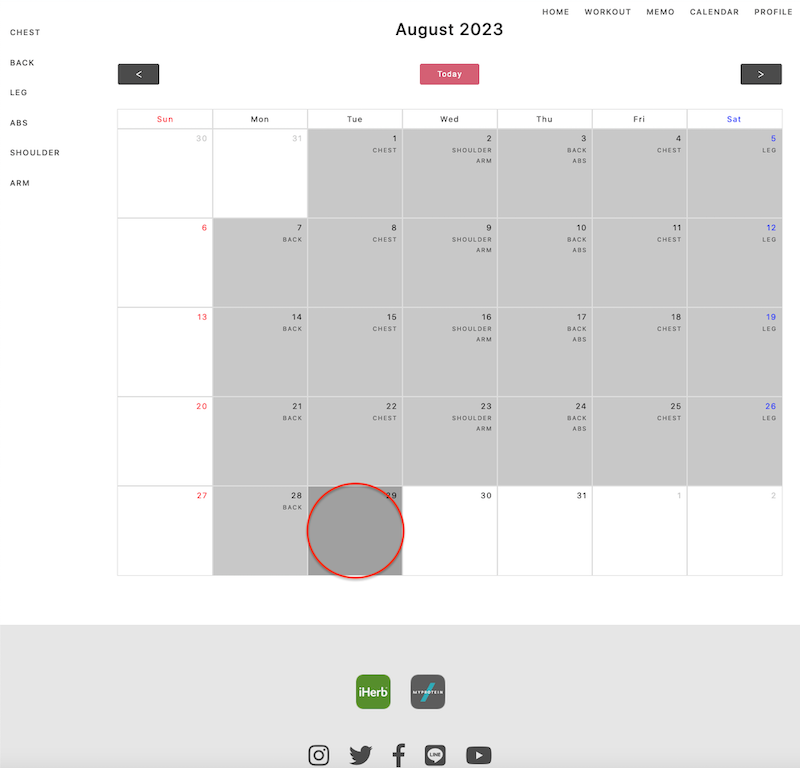 HOME WORKOUT MEMO CALENDAR PROFILE
CHEST
BACK
LEG
ABS
SHOULDER
ARM
August 2023
< Today >
Sun Mon Tue Wed Thu Fri Sat
30 31 1 2 3 4 5
CHEST SHOULDER BACK CHEST LEG
ARM ABS
6 7 8 9 10 11 12
BACK CHEST SHOULDER BACK CHEST LEG
ARM ABS
13 14 15 16 17 18 19
BACK CHEST SHOULDER BACK CHEST LEG
ARM ABS
20 21 22 23 24 25 26
BACK CHEST SHOULDER BACK CHEST LEG
ARM ABS
27 28 29 30 31 1 2
BACK
iHerb MYPROTEIN
LINE